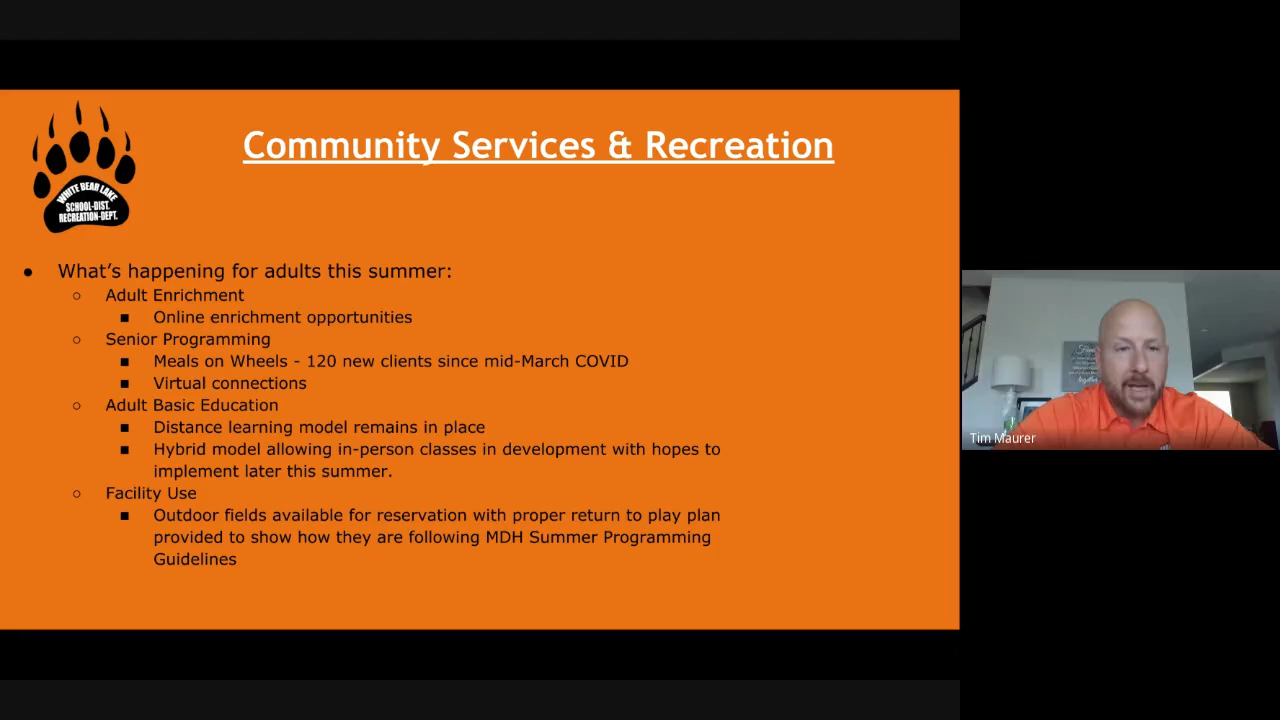 Community Services & Recreation
WHITE BEAR LAKE
SCHOOL-DIST.
RECREATION-DEPT.
● What's happening for adults this summer:
○ Adult Enrichment
■ Online enrichment opportunities
○ Senior Programming
■ Meals on Wheels - 120 new clients since mid-March COVID
■ Virtual connections
○ Adult Basic Education
■ Distance learning model remains in place
■ Hybrid model allowing in-person classes in development with hopes to
implement later this summer.
○ Facility Use
■ Outdoor fields available for reservation with proper return to play plan
provided to show how they are following MDH Summer Programming
Guidelines
together
Tim Maurer